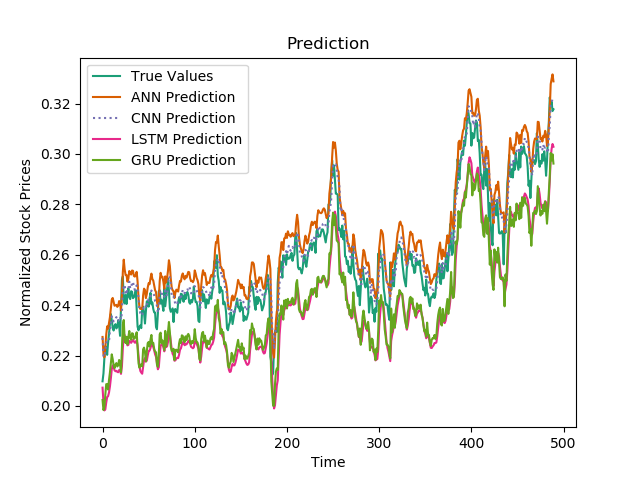 Prediction
True Values
ANN Prediction
CNN Prediction
LSTM Prediction
GRU Prediction
Normalized Stock Prices
0.32
0.30
0.28
0.26
0.24
0.22
0.20
0 100 200 300 400 500
Time